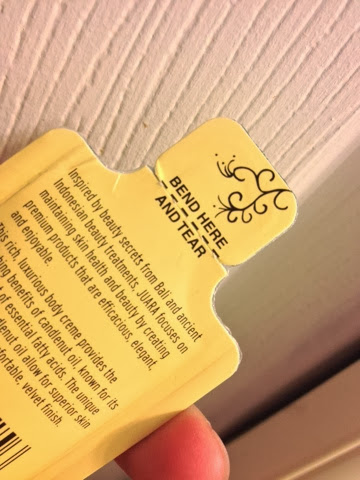 BEND HERE
AND TEAR
Inspired by beauty secrets from Bali and ancient
Indonesian beauty treatments, JUARA focuses on
maintaining skin health and beauty by creating
premium products that are efficacious, elegant,
and enjoyable.
his rich, luxurious body creme provides the
ing benefits of candlenut oil, known for its
of essential fatty acids. The unique
lenut oil allow for superior skin
fortable, velvet finish.